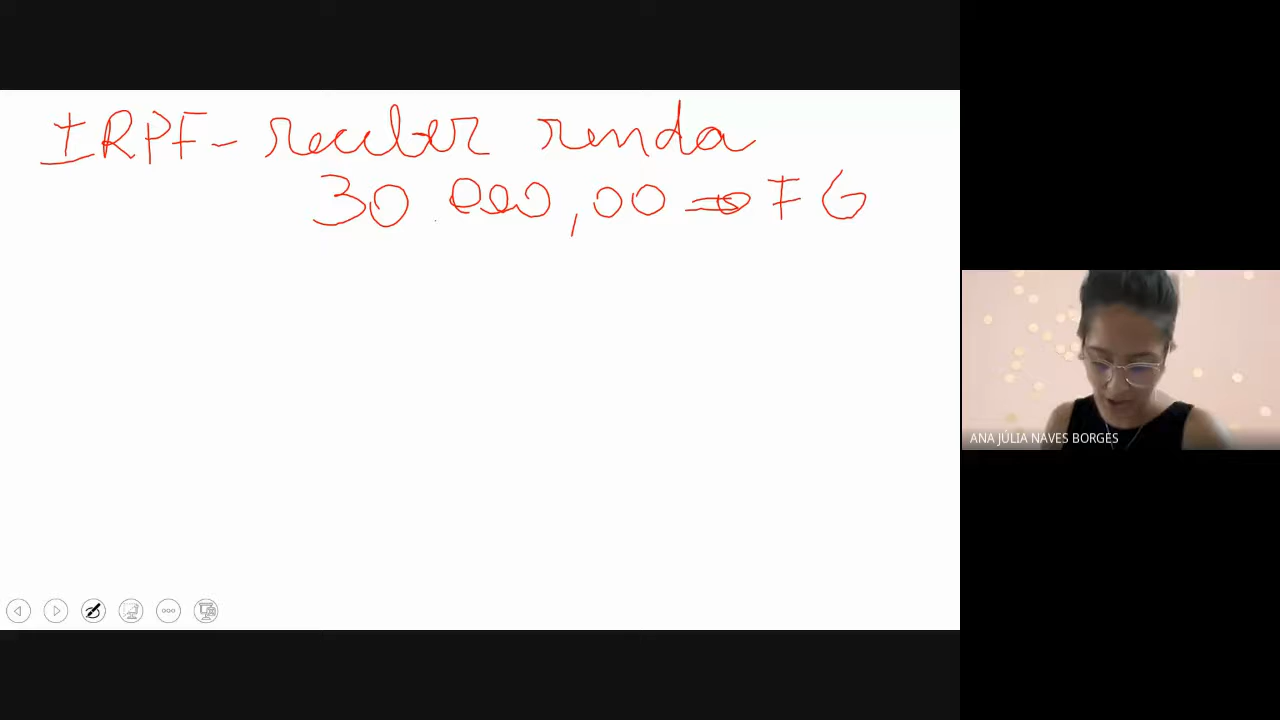 IRPF - receber renda
30 000,00 ⇒ FG
ANA JÚLIA NAVES BORGES